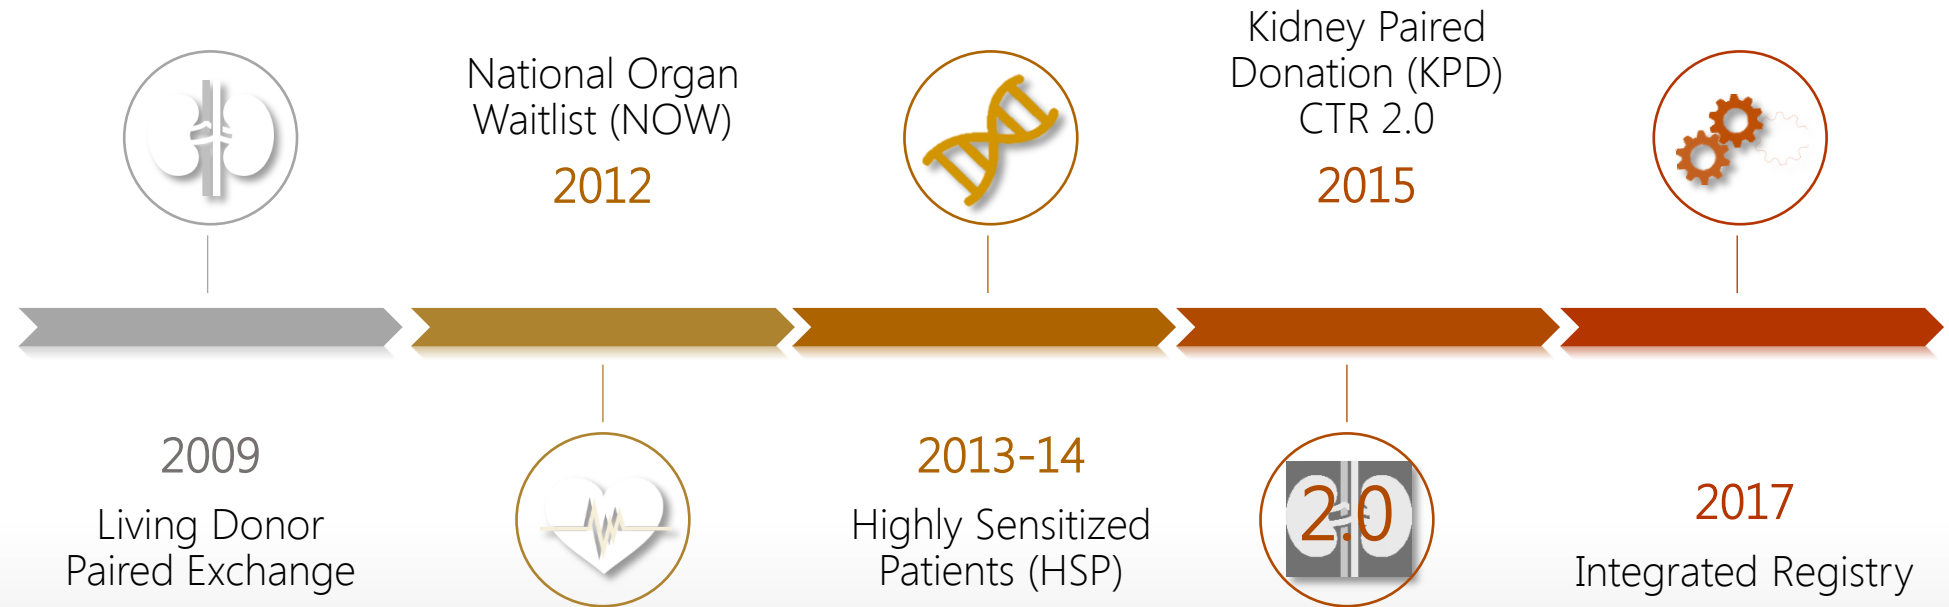 2009
Living Donor
Paired Exchange
National Organ
Waitlist (NOW)
2012
2013-14
Highly Sensitized
Patients (HSP)
Kidney Paired
Donation (KPD)
CTR 2.0
2015
2.0
2017
Integrated Registry